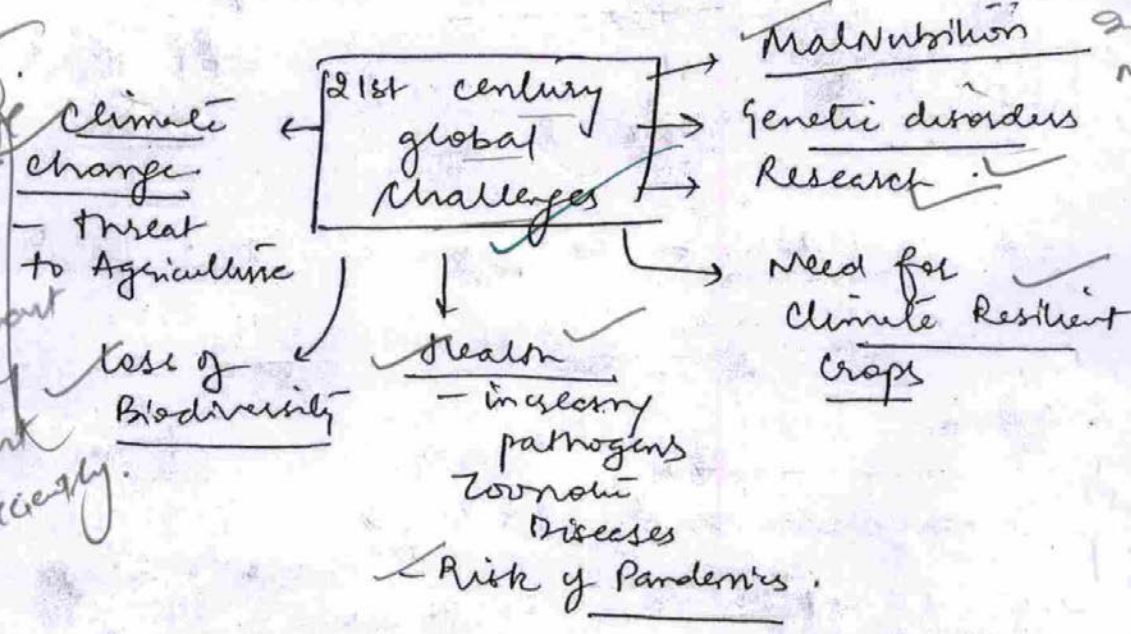 21st century
global
Challenges
Climate
change
- threat
to Agriculture
loss of
Biodiversity
Health
- increasing
pathogens
Zoonotic
Diseases
Risk of Pandemics.
MalNutrition
Genetic disorders
Research.
Need for
Climate Resilient
Crops